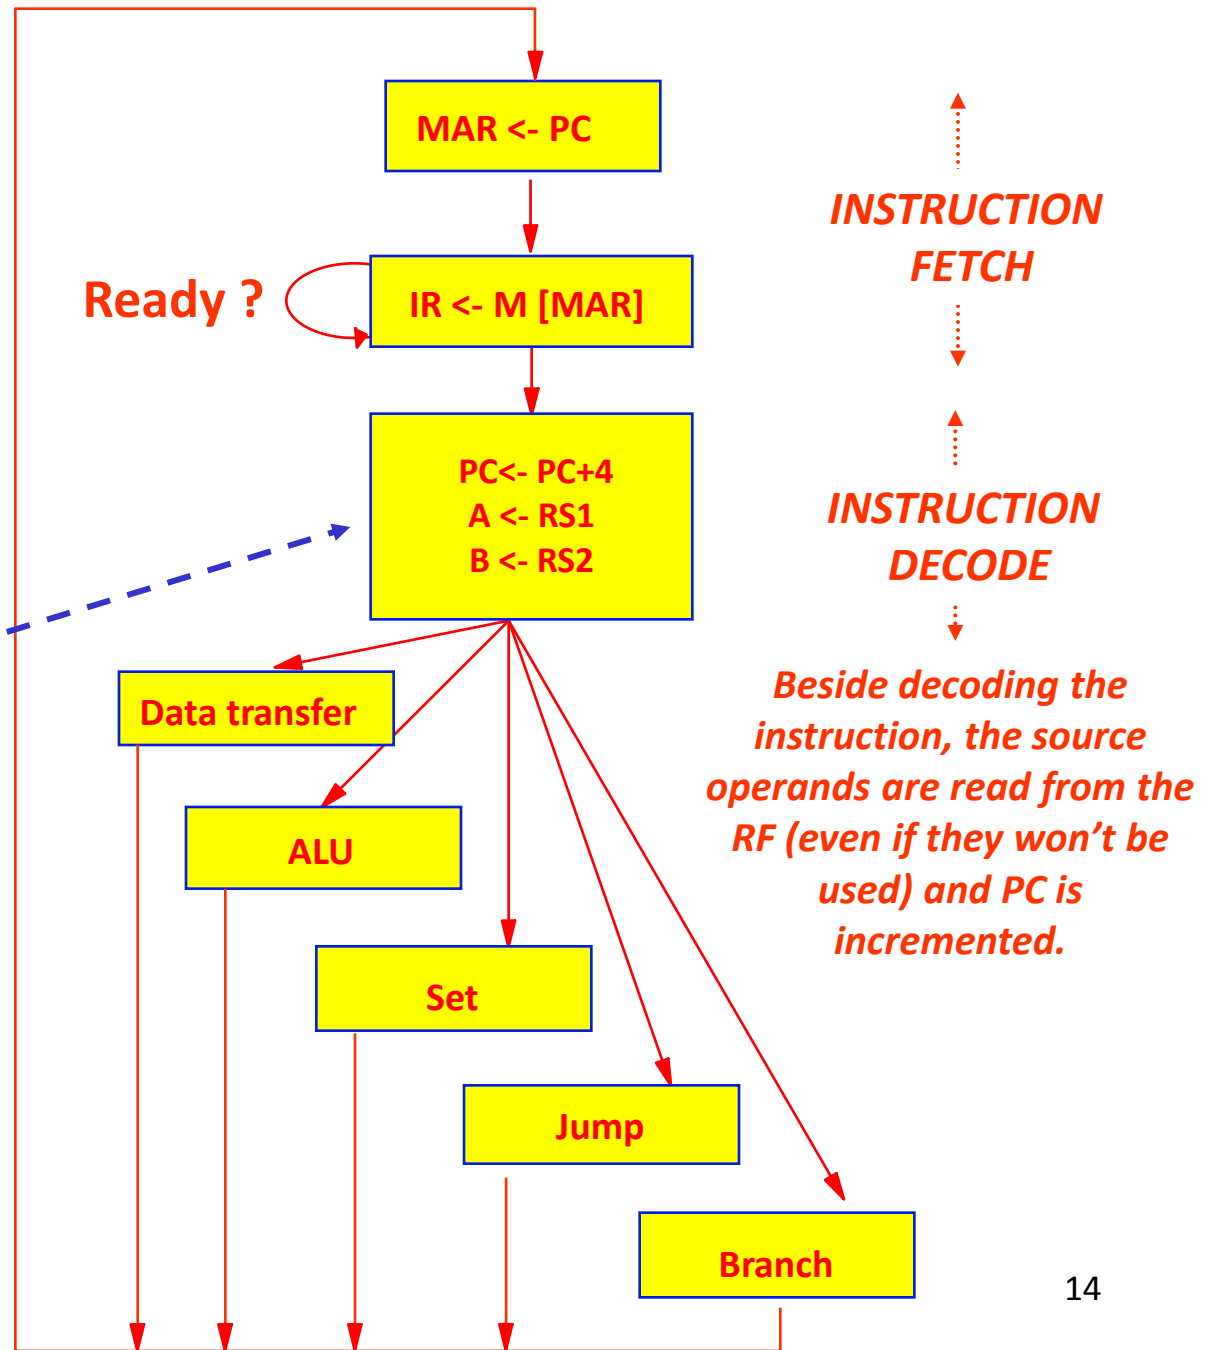 MAR <- PC
INSTRUCTION
FETCH
Ready ?
IR <- M [MAR]
PC<- PC+4
A <- RS1
B <- RS2
INSTRUCTION
DECODE
Data transfer
Beside decoding the
instruction, the source
operands are read from the
RF (even if they won’t be
used) and PC is
incremented.
ALU
Set
Jump
Branch
14